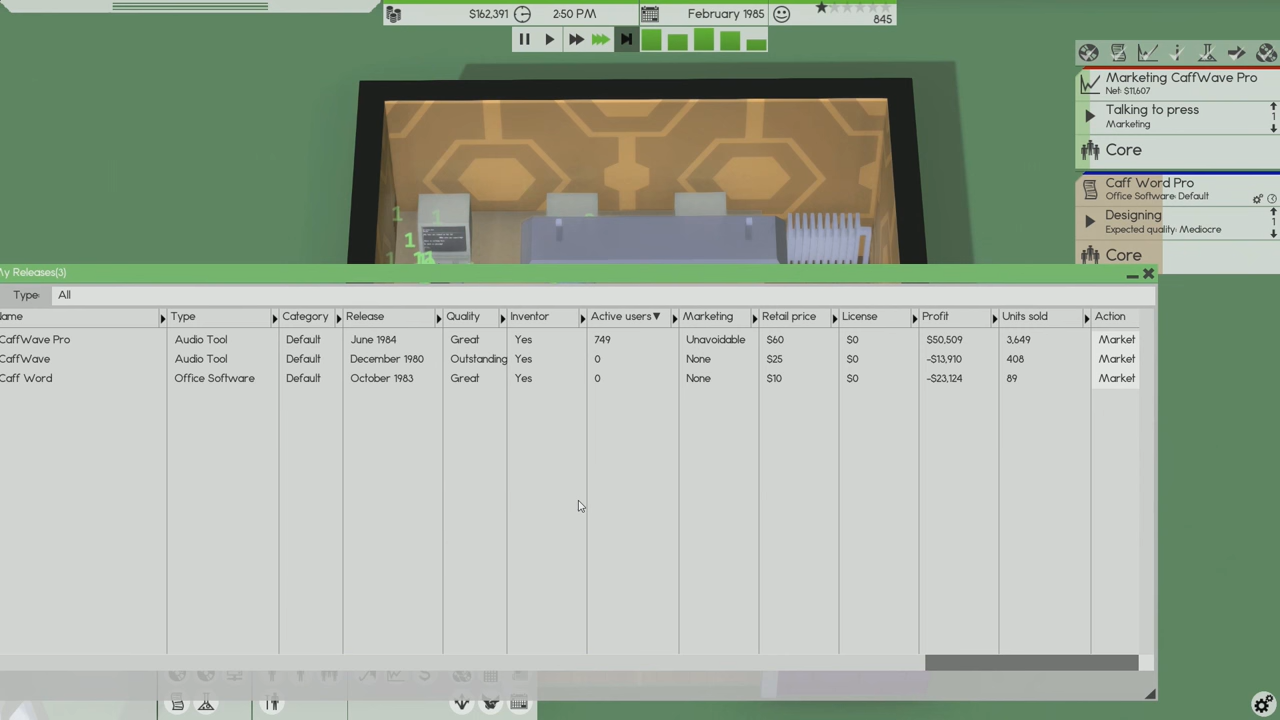 $162,391 2:50 PM February 1985 845
Marketing CaffWave Pro
Net: $11,607
Talking to press
Marketing
1
Core
Caff Word Pro
Office Software: Default
Designing
Expected quality: Mediocre
Core
My Releases(3)
Type: All
Name Type Category Release Quality Inventor Active users▼ Marketing Retail price License Profit Units sold Action
CaffWave Pro Audio Tool Default June 1984 Great Yes 749 Unavoidable $60 $0 $50,509 3,649 Market
CaffWave Audio Tool Default December 1980 Outstanding Yes 0 None $25 $0 -$13,910 408 Market
Caff Word Office Software Default October 1983 Great Yes 0 None $10 $0 -$23,124 89 Market